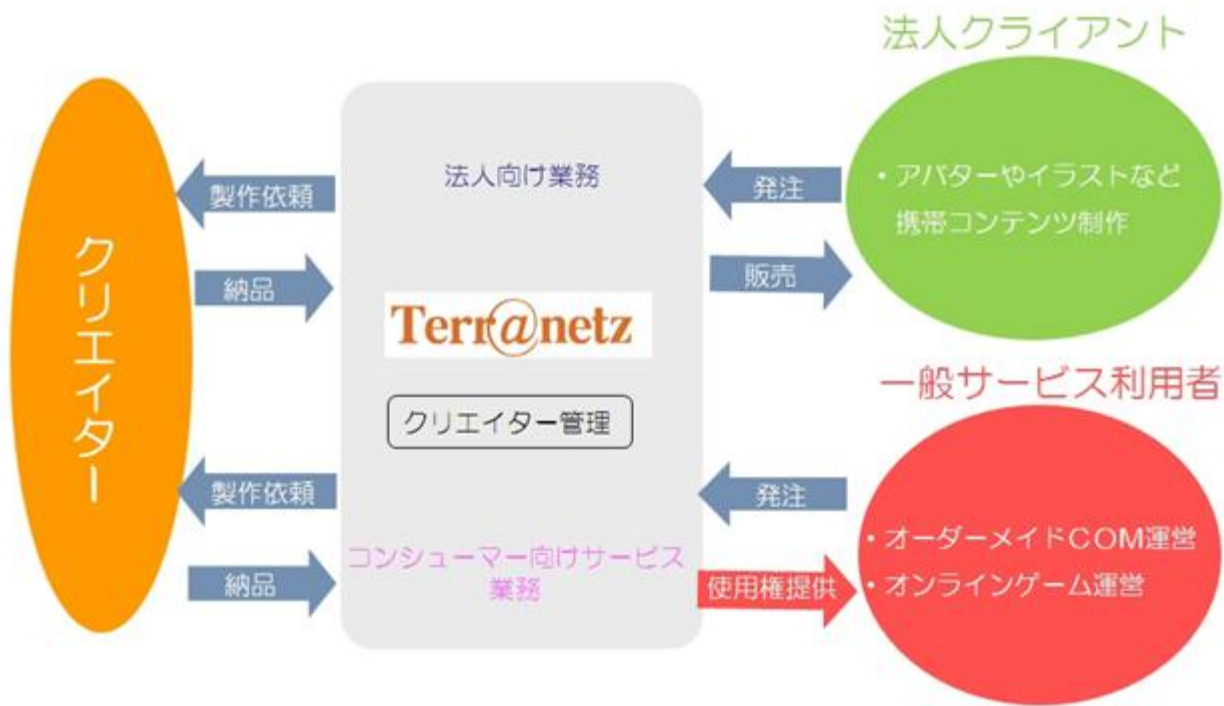 法人クライアント
・アバターやイラストなど
携帯コンテンツ制作
法人向け業務
製作依頼
発注
納品
販売
クリエイター
Terr@netz
クリエイター管理
一般サービス利用者
製作依頼
発注
納品
コンシューマー向けサービス
業務
使用権提供
・オーダーメイドCOM運営
・オンラインゲーム運営